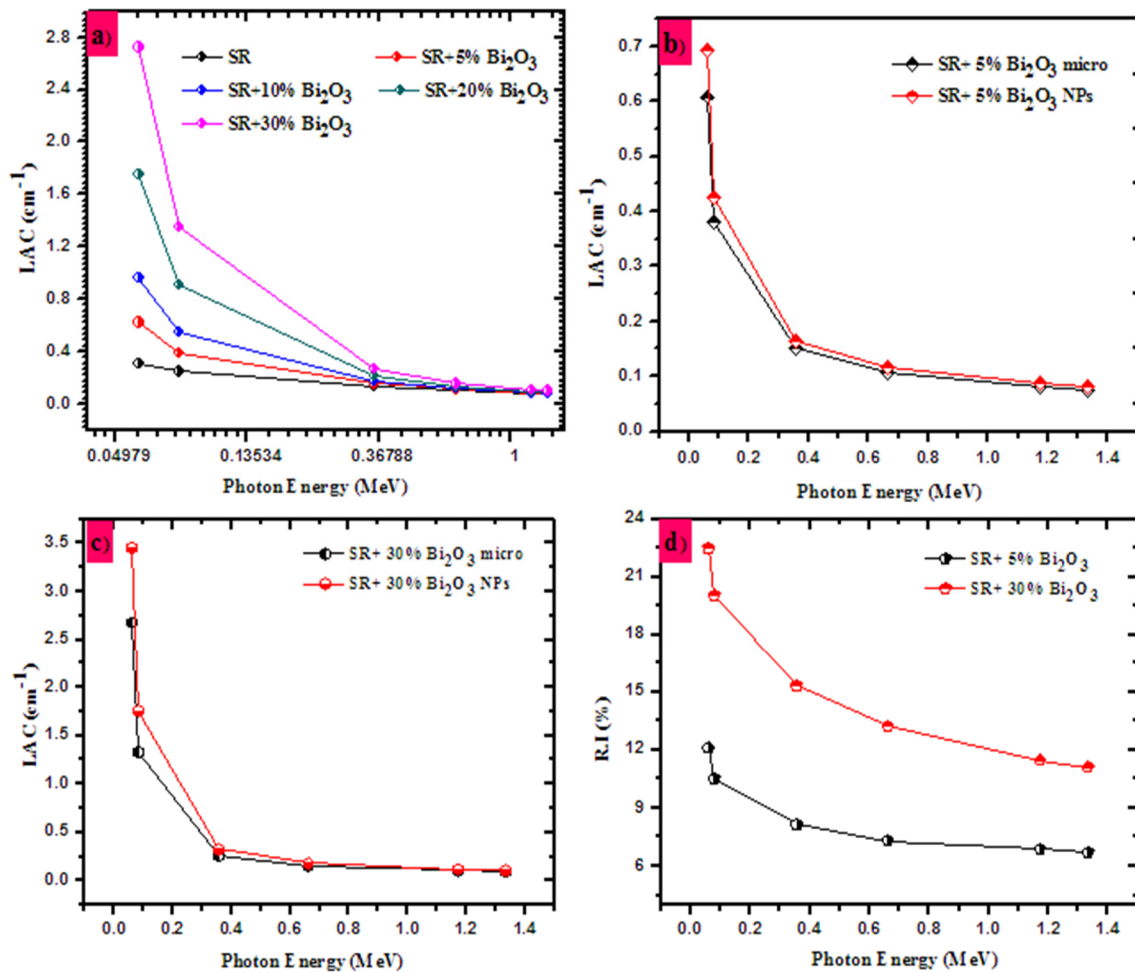 a)
2.8
2.4
2.0
1.6
1.2
0.8
0.4
0.0
LAC (cm⁻¹)
SR
SR+5% Bi₂O₃
SR+10% Bi₂O₃
SR+20% Bi₂O₃
SR+30% Bi₂O₃
0.04979 0.13534 0.36788 1
Photon Energy (MeV)
b)
0.7
0.6
0.5
0.4
0.3
0.2
0.1
0.0
LAC (cm⁻¹)
SR+ 5% Bi₂O₃ micro
SR+ 5% Bi₂O₃ NPs
0.0 0.2 0.4 0.6 0.8 1.0 1.2 1.4
Photon Energy (MeV)
c)
3.5
3.0
2.5
2.0
1.5
1.0
0.5
0.0
LAC (cm⁻¹)
SR+ 30% Bi₂O₃ micro
SR+ 30% Bi₂O₃ NPs
0.0 0.2 0.4 0.6 0.8 1.0 1.2 1.4
Photon Energy (MeV)
d)
24
21
18
15
12
9
6
R.I (%)
SR+ 5% Bi₂O₃
SR+ 30% Bi₂O₃
0.0 0.2 0.4 0.6 0.8 1.0 1.2 1.4
Photon Energy (MeV)